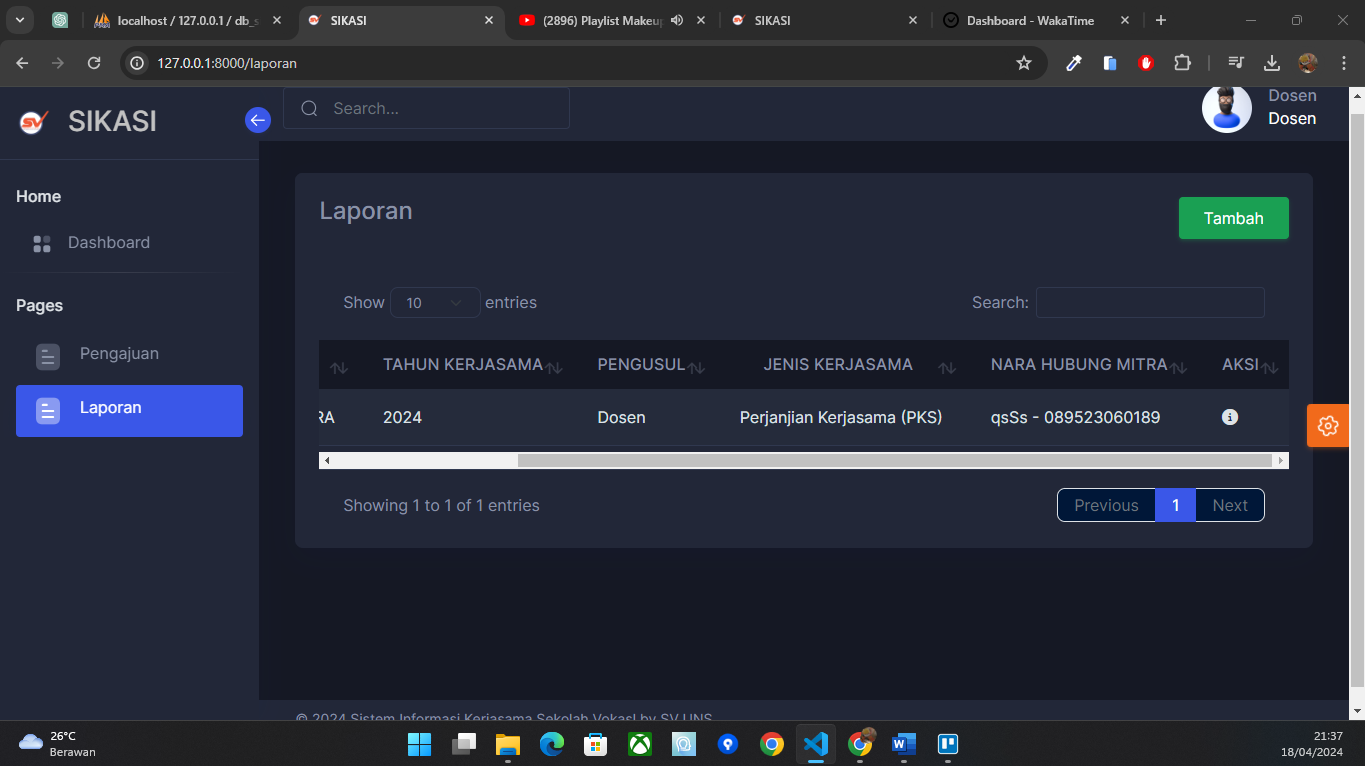 localhost / 127.0.0.1 / db_s
SIKASI
(2896) Playlist Makeup
SIKASI
Dashboard - WakaTime
127.0.0.1:8000/laporan
SV SIKASI
Search...
Dosen
Dosen
Home
Dashboard
Pages
Pengajuan
Laporan
Laporan
Tambah
Show 10 entries
Search:
TAHUN KERJASAMA PENGUSUL JENIS KERJASAMA NARA HUBUNG MITRA AKSI
RA 2024 Dosen Perjanjian Kerjasama (PKS) qsSs - 089523060189
Showing 1 to 1 of 1 entries
Previous 1 Next
© 2024 Sistem Informasi Kerjasama Sekolah Vokasi by SV UNS
26°C
Berawan
21:37
18/04/2024